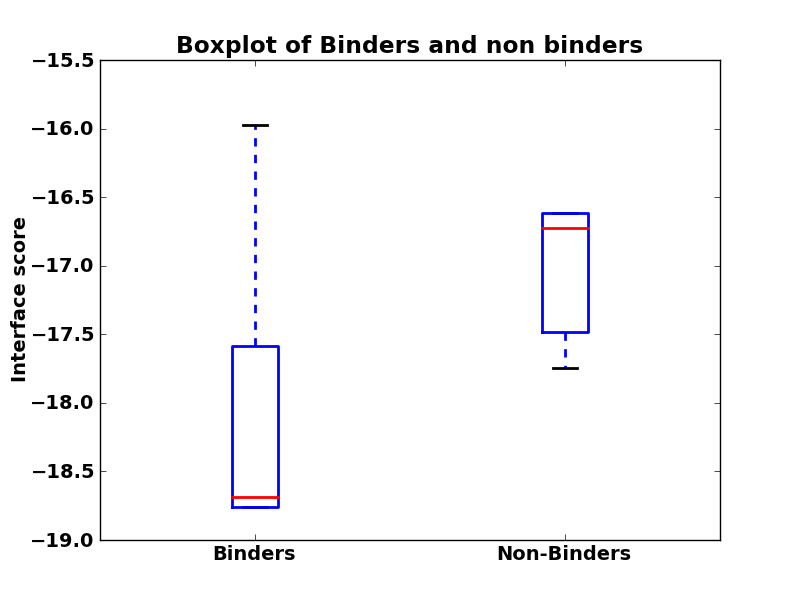 Boxplot of Binders and non binders
−15.5
−16.0
−16.5
−17.0
−17.5
−18.0
−18.5
−19.0
Interface score
Binders
Non-Binders